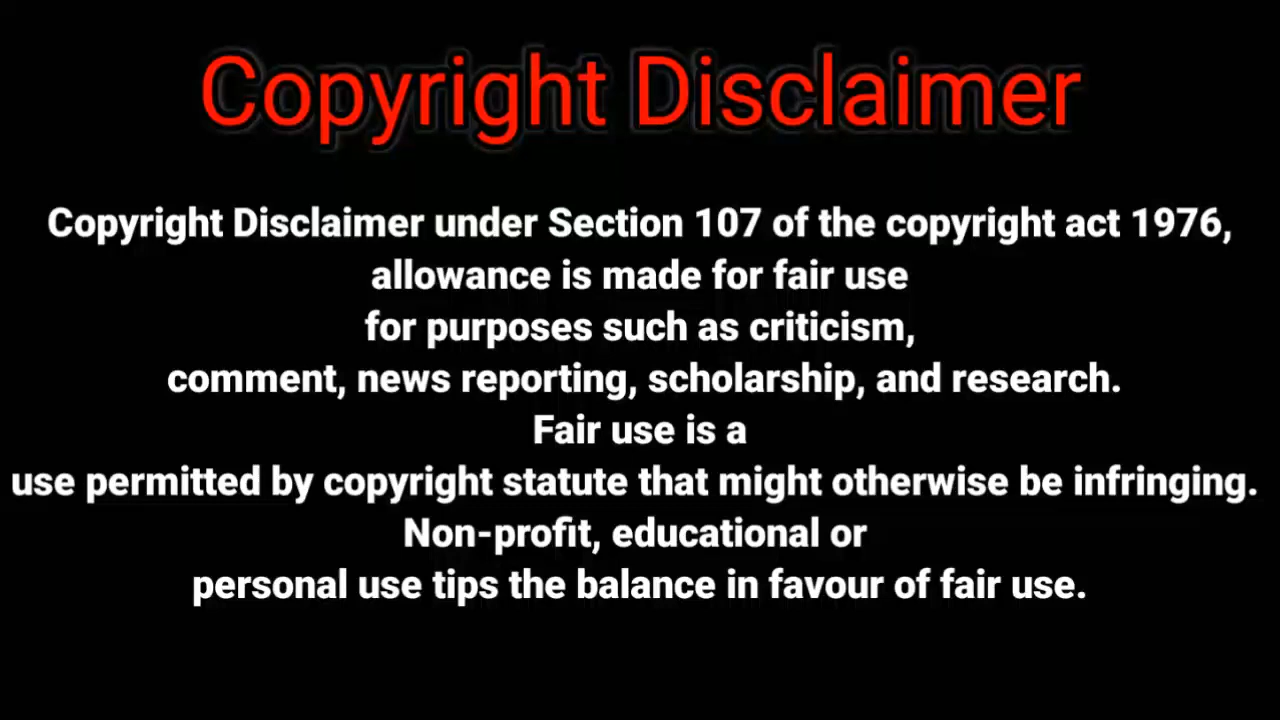 Copyright Disclaimer
Copyright Disclaimer under Section 107 of the copyright act 1976,
allowance is made for fair use
for purposes such as criticism,
comment, news reporting, scholarship, and research.
Fair use is a
use permitted by copyright statute that might otherwise be infringing.
Non-profit, educational or
personal use tips the balance in favour of fair use.